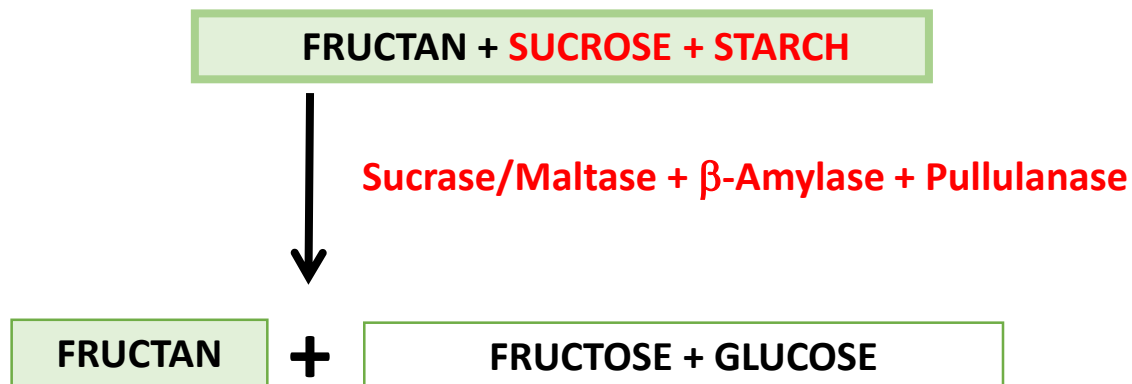 FRUCTAN + SUCROSE + STARCH
Sucrase/Maltase + β-Amylase + Pullulanase
FRUCTAN + FRUCTOSE + GLUCOSE